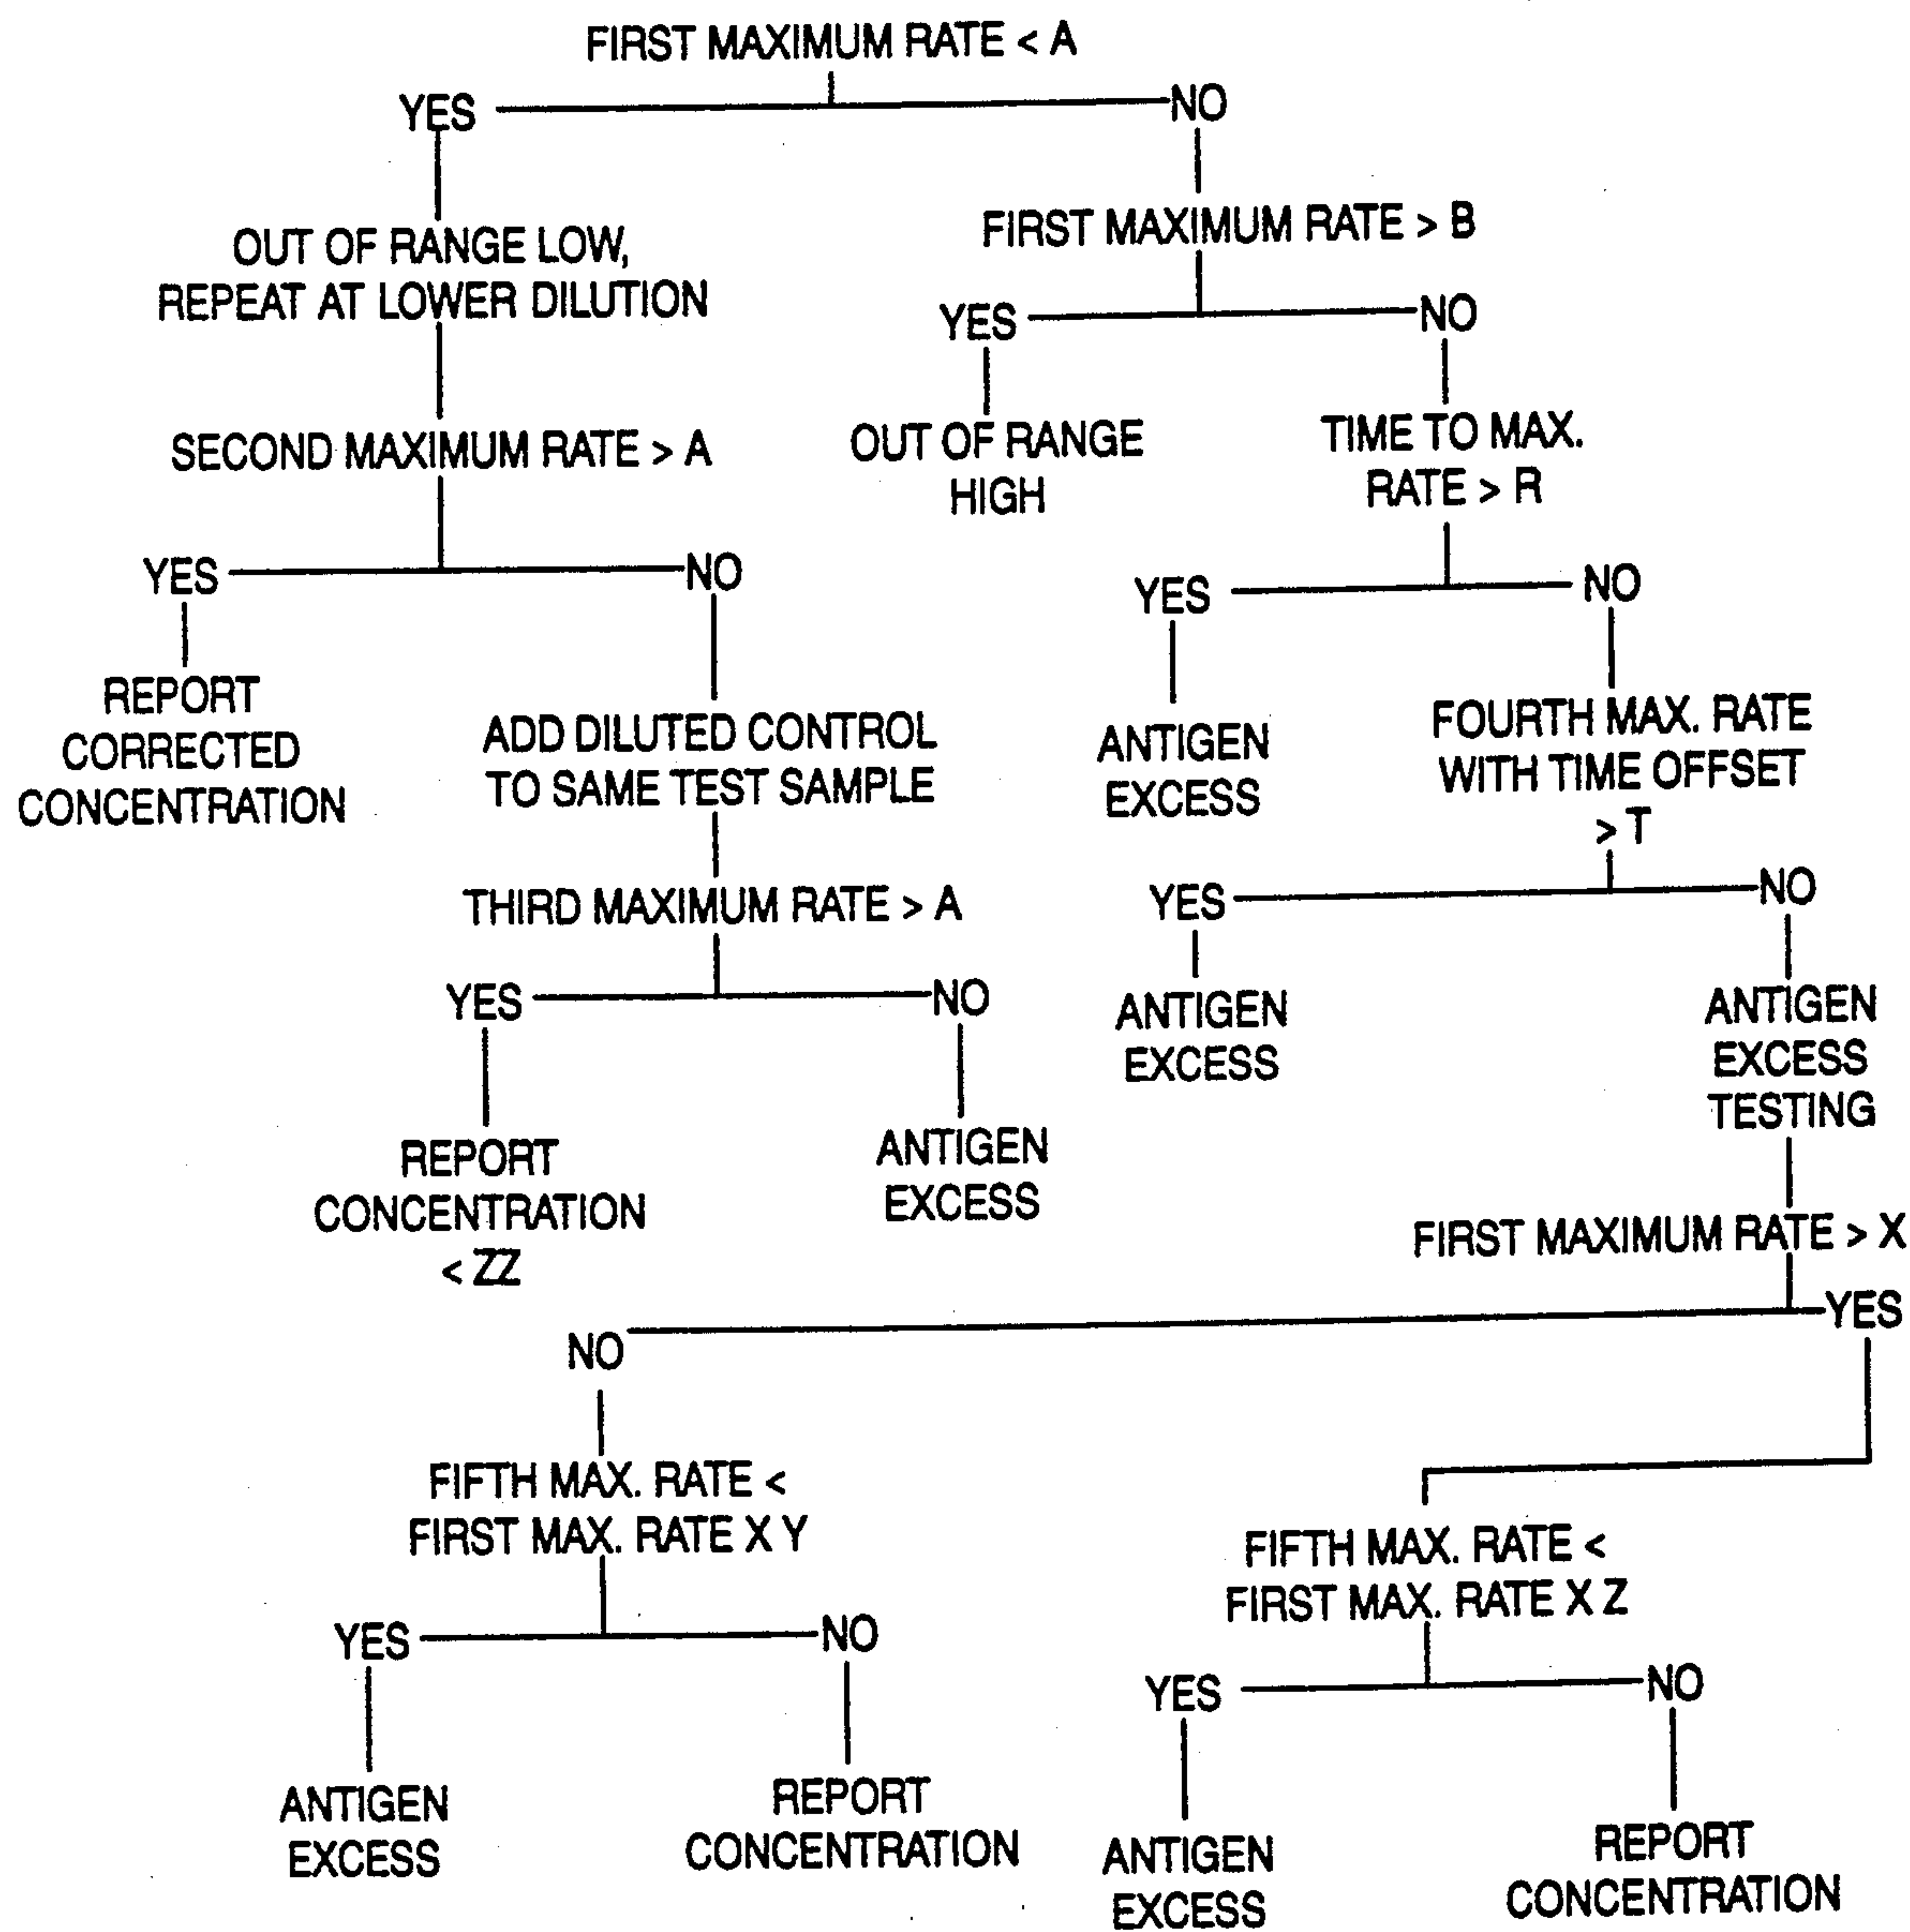 FIRST MAXIMUM RATE < A
YES
NO
OUT OF RANGE LOW,
REPEAT AT LOWER DILUTION
FIRST MAXIMUM RATE > B
YES
NO
SECOND MAXIMUM RATE > A
OUT OF RANGE
HIGH
TIME TO MAX.
RATE > R
YES
NO
YES
NO
REPORT
CORRECTED
CONCENTRATION
ADD DILUTED CONTROL
TO SAME TEST SAMPLE
ANTIGEN
EXCESS
FOURTH MAX. RATE
WITH TIME OFFSET
> T
THIRD MAXIMUM RATE > A
YES
NO
YES
NO
ANTIGEN
EXCESS
ANTIGEN
EXCESS
TESTING
REPORT
CONCENTRATION
< ZZ
ANTIGEN
EXCESS
FIRST MAXIMUM RATE > X
NO
YES
FIFTH MAX. RATE <
FIRST MAX. RATE X Y
FIFTH MAX. RATE <
FIRST MAX. RATE X Z
YES
NO
YES
NO
ANTIGEN
EXCESS
REPORT
CONCENTRATION
ANTIGEN
EXCESS
REPORT
CONCENTRATION